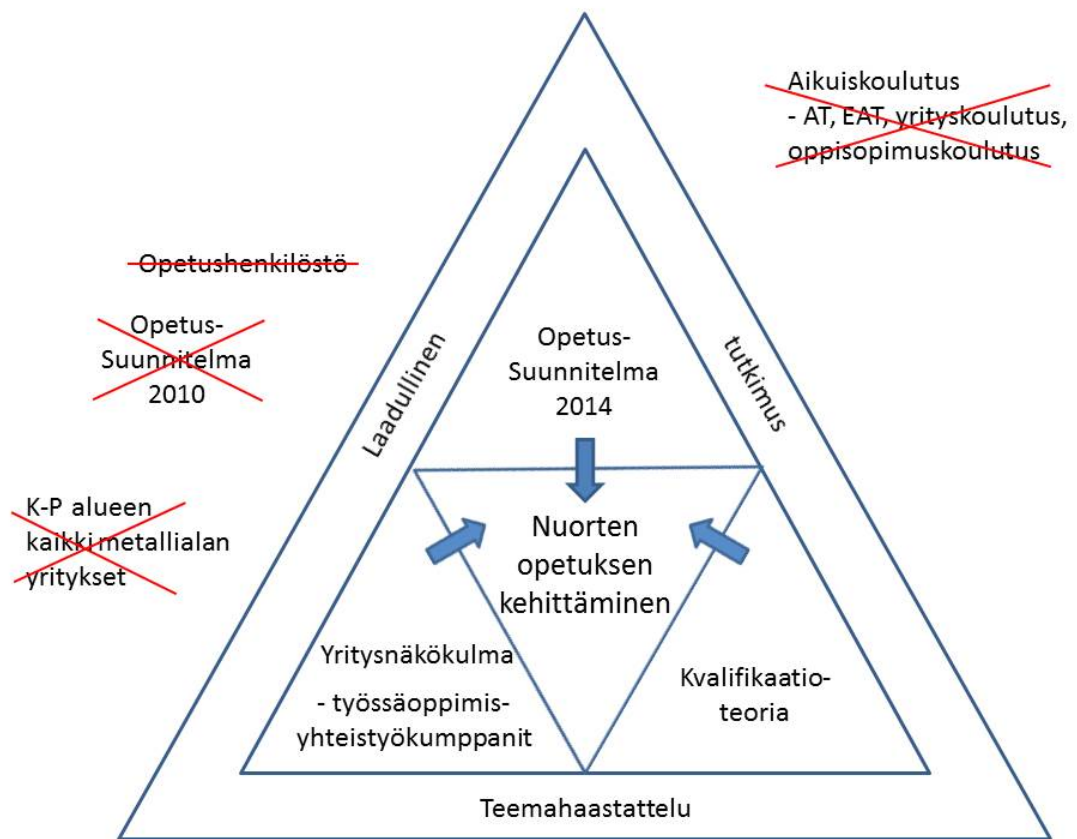 Aikuiskoulutus
- AT, EAT, yrityskoulutus,
oppisopimuskoulutus
Opetushenkilöstö
Opetus-
Suunnitelma
2010
K-P alueen
kaikki metallialan
yritykset
Laadullinen
tutkimus
Opetus-
Suunnitelma
2014
Nuorten
opetuksen
kehittäminen
Yritysnäkökulma
- työssäoppimis-
yhteistyökumppanit
Kvalifikaatio-
teoria
Teemahaastattelu